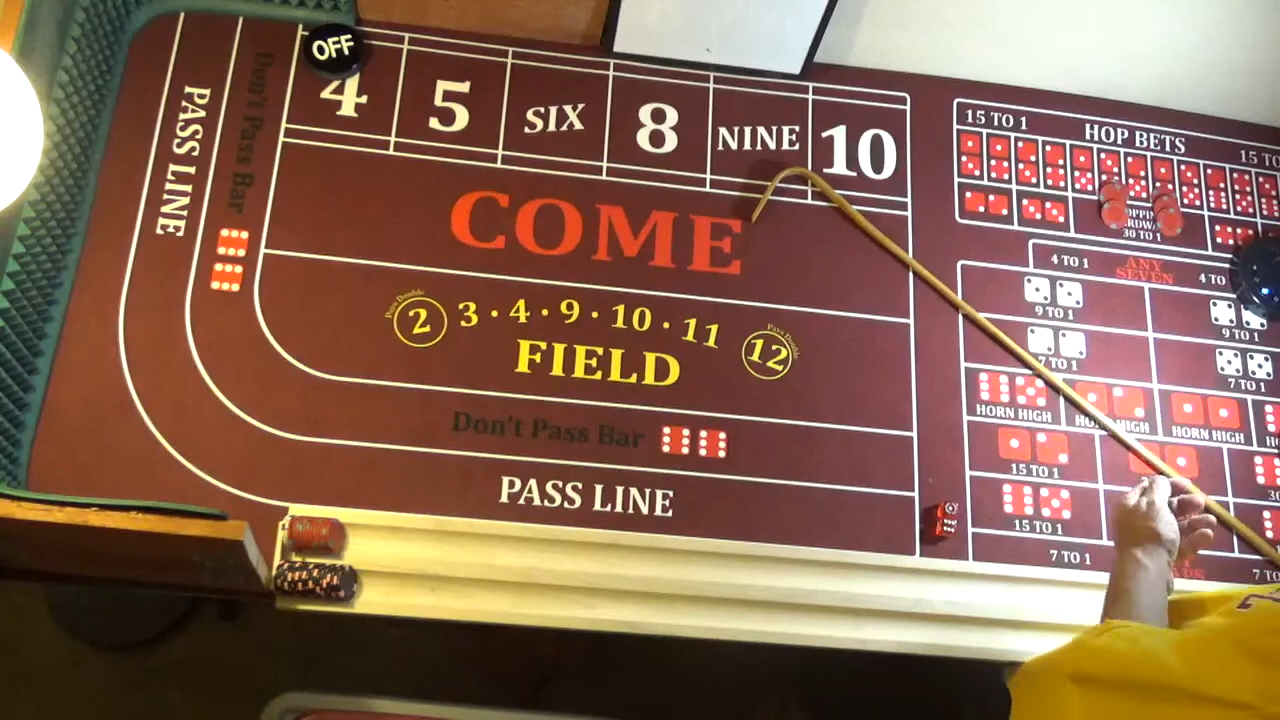 OFF
4
5
SIX
8
NINE
10
PASS LINE
Don't Pass Bar
COME
Pays Double
2
3 · 4 · 9 · 10 · 11
Pays Double
12
FIELD
Don't Pass Bar
PASS LINE
15 TO 1
HOP BETS
15 TO
30 TO 1
4 TO 1
ANY
SEVEN
4 TO
9 TO 1
9 TO 1
7 TO 1
7 TO 1
HORN HIGH
HIGH
HORN HIGH
15 TO 1
15 TO 1
7 TO 1
7 TO